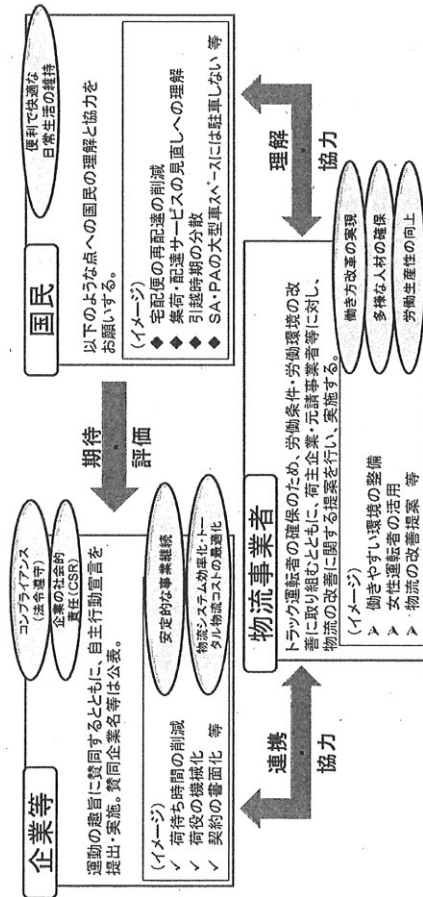 企業等
コンプライアンス
(法令遵守)
企業の社会的
責任(CSR)
運動の趣旨に賛同するとともに、自主行動宣言を
提出・実施。賛同企業名等は公表。
(イメージ)
✓ 荷待ち時間の削減
✓ 荷役の機械化
✓ 契約の書面化 等
安定的な事業継続
物流システム効率化・トー
タル物流コストの最適化
期待
評価
国民
便利で快適な
日常生活の維持
以下のような点への国民の理解と協力を
お願いする。
(イメージ)
◆ 宅配便の再配達の削減
◆ 集荷・配達サービスの見直しへの理解
◆ 引越時期の分散
◆ SA・PAの大型車スペースには駐車しない 等
連携
協力
物流事業者
トラック運転者の確保のため、労働条件・労働環境の改
善に取り組むとともに、荷主企業・元請事業者等に対し、
物流の改善に関する提案を行い、実施する。
(イメージ)
➢ 働きやすい環境の整備
➢ 女性運転者の活用
➢ 物流の改善提案 等
働き方改革の実現
多様な人材の確保
労働生産性の向上
理解
協力